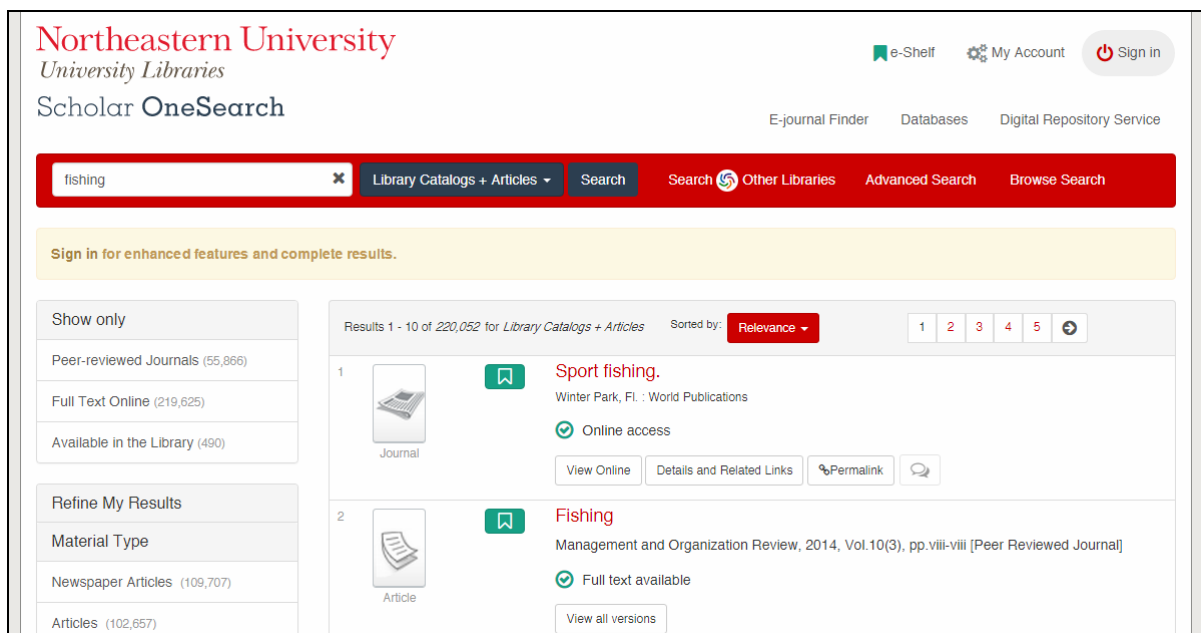 Northeastern University
University Libraries
Scholar OneSearch
e-Shelf My Account Sign in
E-journal Finder Databases Digital Repository Service
fishing Library Catalogs + Articles Search Search Other Libraries Advanced Search Browse Search
Sign in for enhanced features and complete results.
Show only
Peer-reviewed Journals (55,866)
Full Text Online (219,625)
Available in the Library (490)
Refine My Results
Material Type
Newspaper Articles (109,707)
Articles (102,657)
Results 1 - 10 of 220,052 for Library Catalogs + Articles Sorted by: Relevance 1 2 3 4 5
1
Journal
Sport fishing.
Winter Park, Fl. : World Publications
Online access
View Online Details and Related Links Permalink
2
Article
Fishing
Management and Organization Review, 2014, Vol.10(3), pp.viii-viii [Peer Reviewed Journal]
Full text available
View all versions